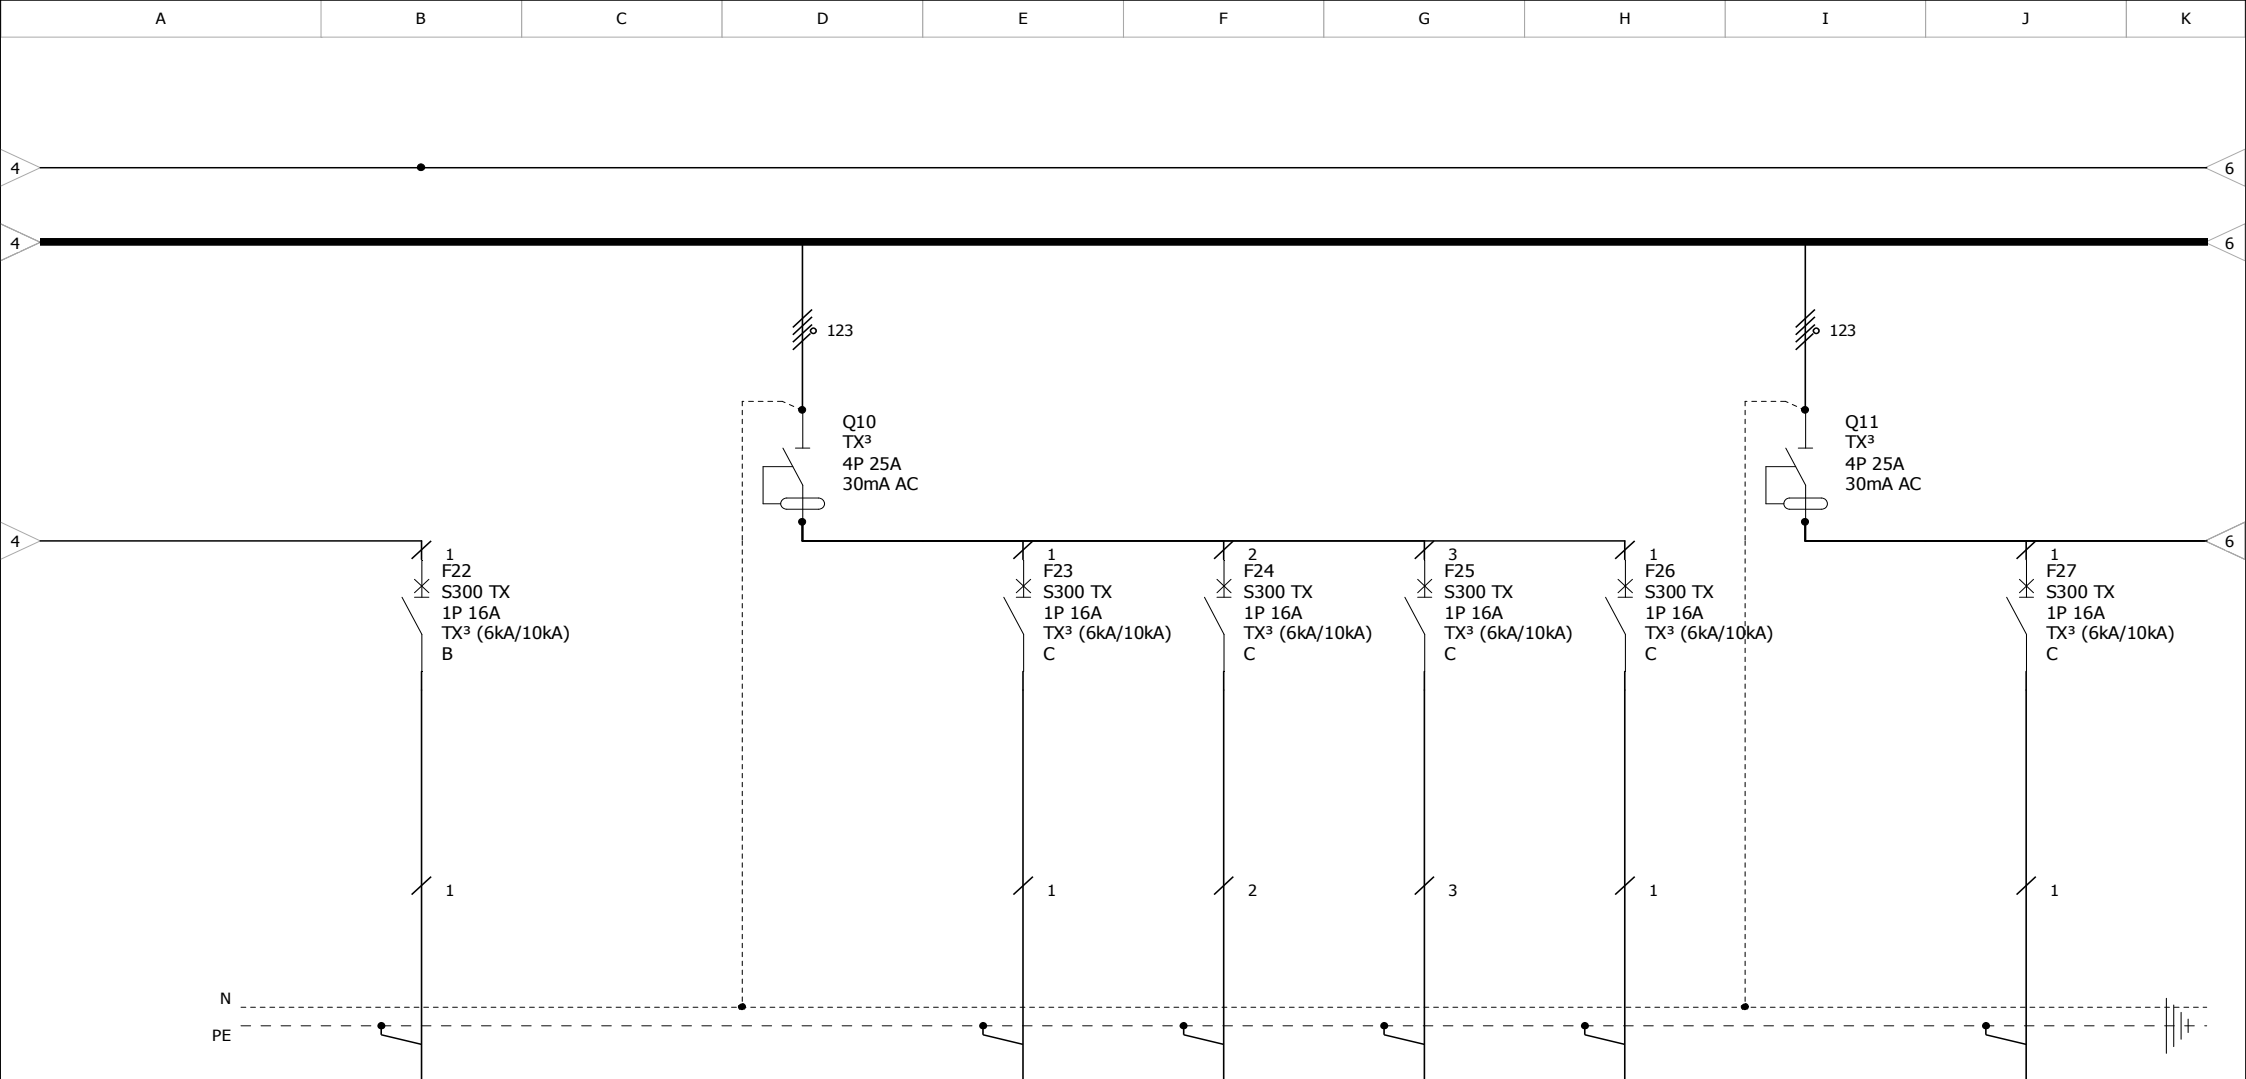 A B C D E F G H I J K
4 6
4 6
123 123
Q10
TX³
4P 25A
30mA AC
Q11
TX³
4P 25A
30mA AC
4 6
1
F22
S300 TX
1P 16A
TX³ (6kA/10kA)
B
1
F23
S300 TX
1P 16A
TX³ (6kA/10kA)
C
2
F24
S300 TX
1P 16A
TX³ (6kA/10kA)
C
3
F25
S300 TX
1P 16A
TX³ (6kA/10kA)
C
1
F26
S300 TX
1P 16A
TX³ (6kA/10kA)
C
1
F27
S300 TX
1P 16A
TX³ (6kA/10kA)
C
1 1 2 3 1 1
N
PE